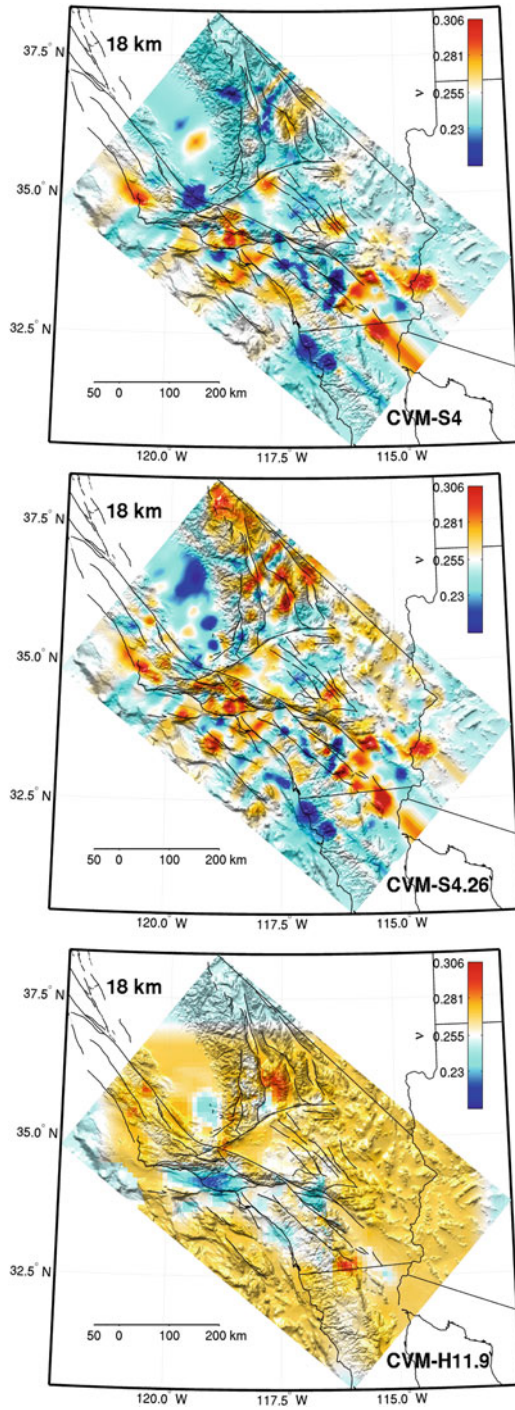 18 km
0.306
0.281
0.255
0.23
ν
37.5° N
35.0° N
32.5° N
50 0 100 200 km
CVM-S4
120.0° W
117.5° W
115.0° W
18 km
0.306
0.281
0.255
0.23
ν
37.5° N
35.0° N
32.5° N
50 0 100 200 km
CVM-S4.26
120.0° W
117.5° W
115.0° W
18 km
0.306
0.281
0.255
0.23
ν
37.5° N
35.0° N
32.5° N
50 0 100 200 km
CVM-H11.9
120.0° W
117.5° W
115.0° W